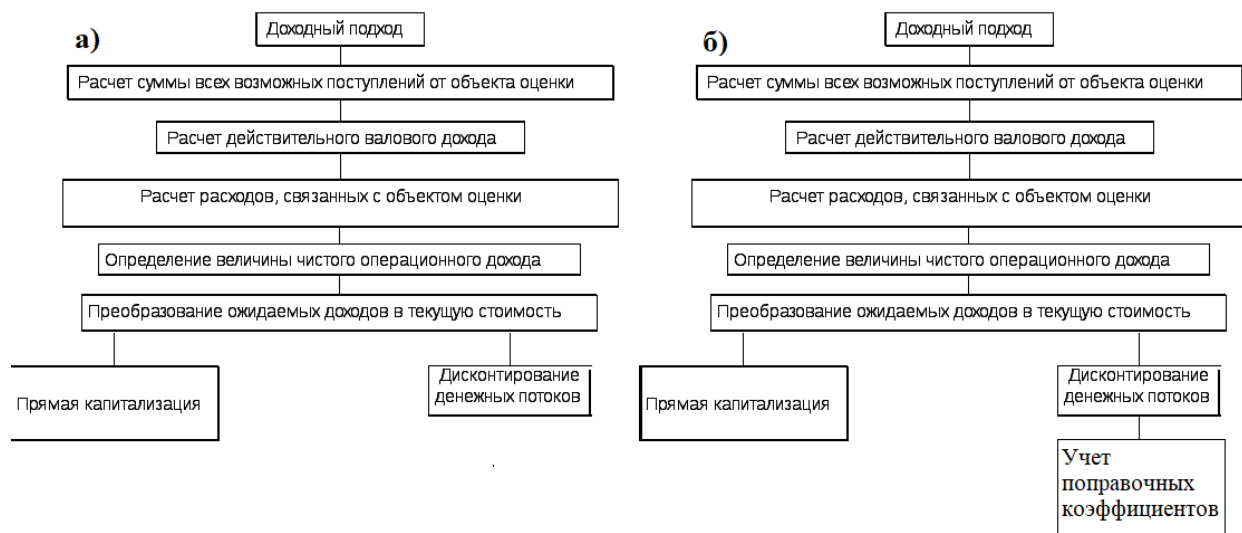 а)
Доходный подход
Расчет суммы всех возможных поступлений от объекта оценки
Расчет действительного валового дохода
Расчет расходов, связанных с объектом оценки
Определение величины чистого операционного дохода
Преобразование ожидаемых доходов в текущую стоимость
Прямая капитализация
Дисконтирование
денежных потоков
б)
Доходный подход
Расчет суммы всех возможных поступлений от объекта оценки
Расчет действительного валового дохода
Расчет расходов, связанных с объектом оценки
Определение величины чистого операционного дохода
Преобразование ожидаемых доходов в текущую стоимость
Прямая капитализация
Дисконтирование
денежных потоков
Учет
поправочных
коэффициентов